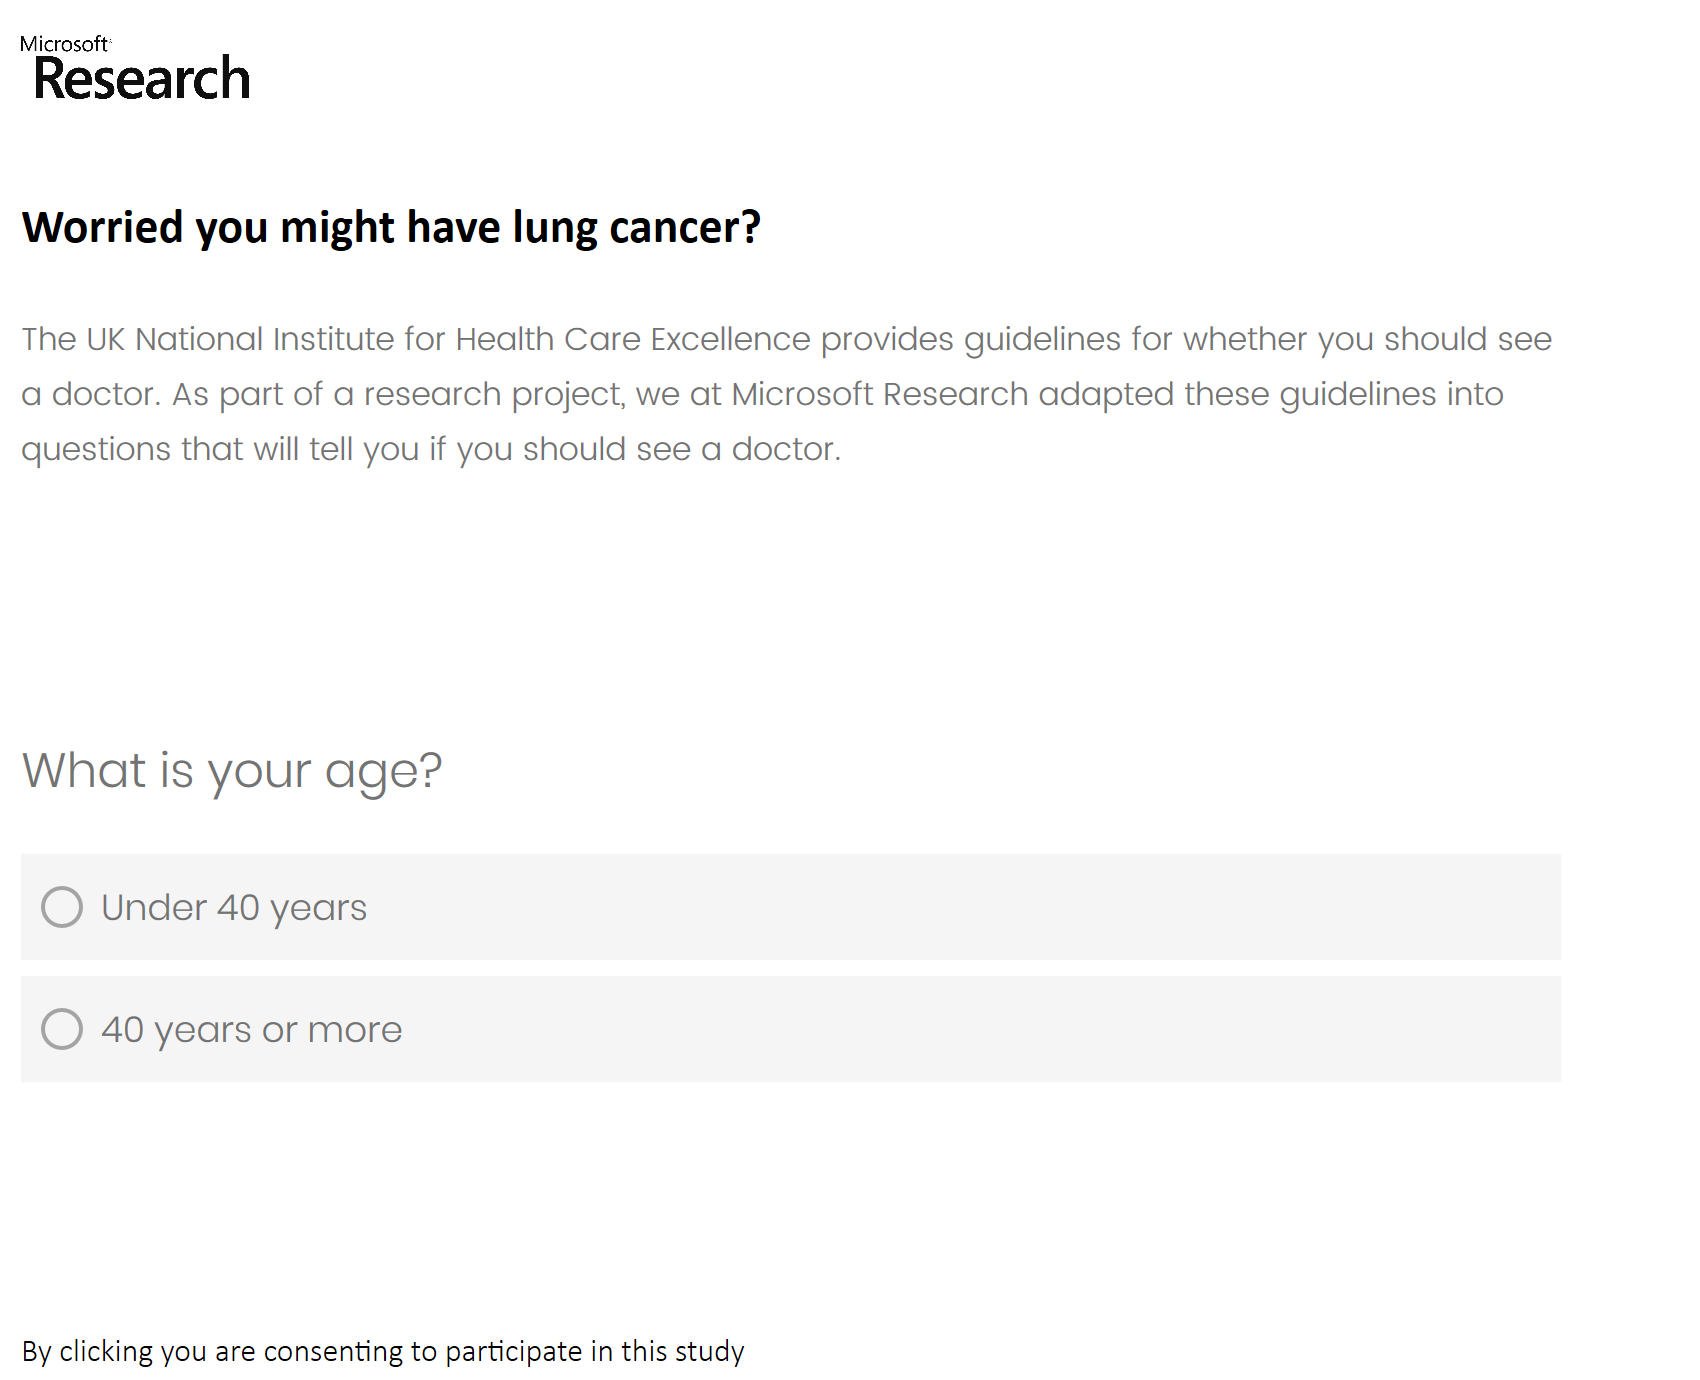 Microsoft
Research
Worried you might have lung cancer?
The UK National Institute for Health Care Excellence provides guidelines for whether you should see
a doctor. As part of a research project, we at Microsoft Research adapted these guidelines into
questions that will tell you if you should see a doctor.
What is your age?
Under 40 years
40 years or more
By clicking you are consenting to participate in this study